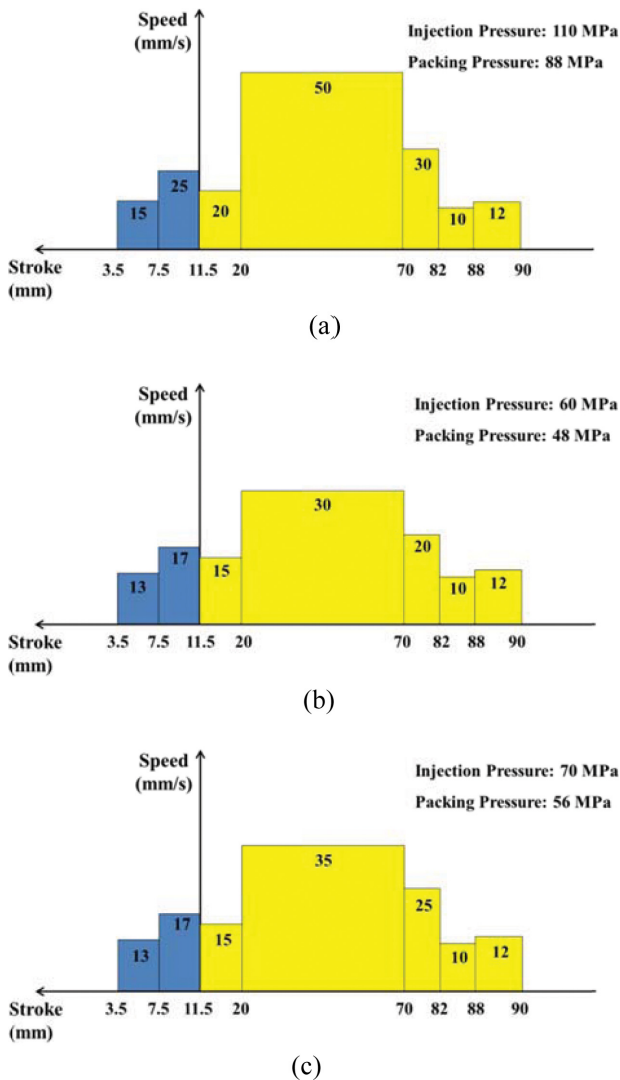 Speed
(mm/s)
Injection Pressure: 110 MPa
Packing Pressure: 88 MPa
50
30
25
20
15
10
12
Stroke
(mm)
3.5 7.5 11.5 20 70 82 88 90
(a)
Speed
(mm/s)
Injection Pressure: 60 MPa
Packing Pressure: 48 MPa
30
20
17
15
13
10
12
Stroke
(mm)
3.5 7.5 11.5 20 70 82 88 90
(b)
Speed
(mm/s)
Injection Pressure: 70 MPa
Packing Pressure: 56 MPa
35
25
17
15
13
10
12
Stroke
(mm)
3.5 7.5 11.5 20 70 82 88 90
(c)